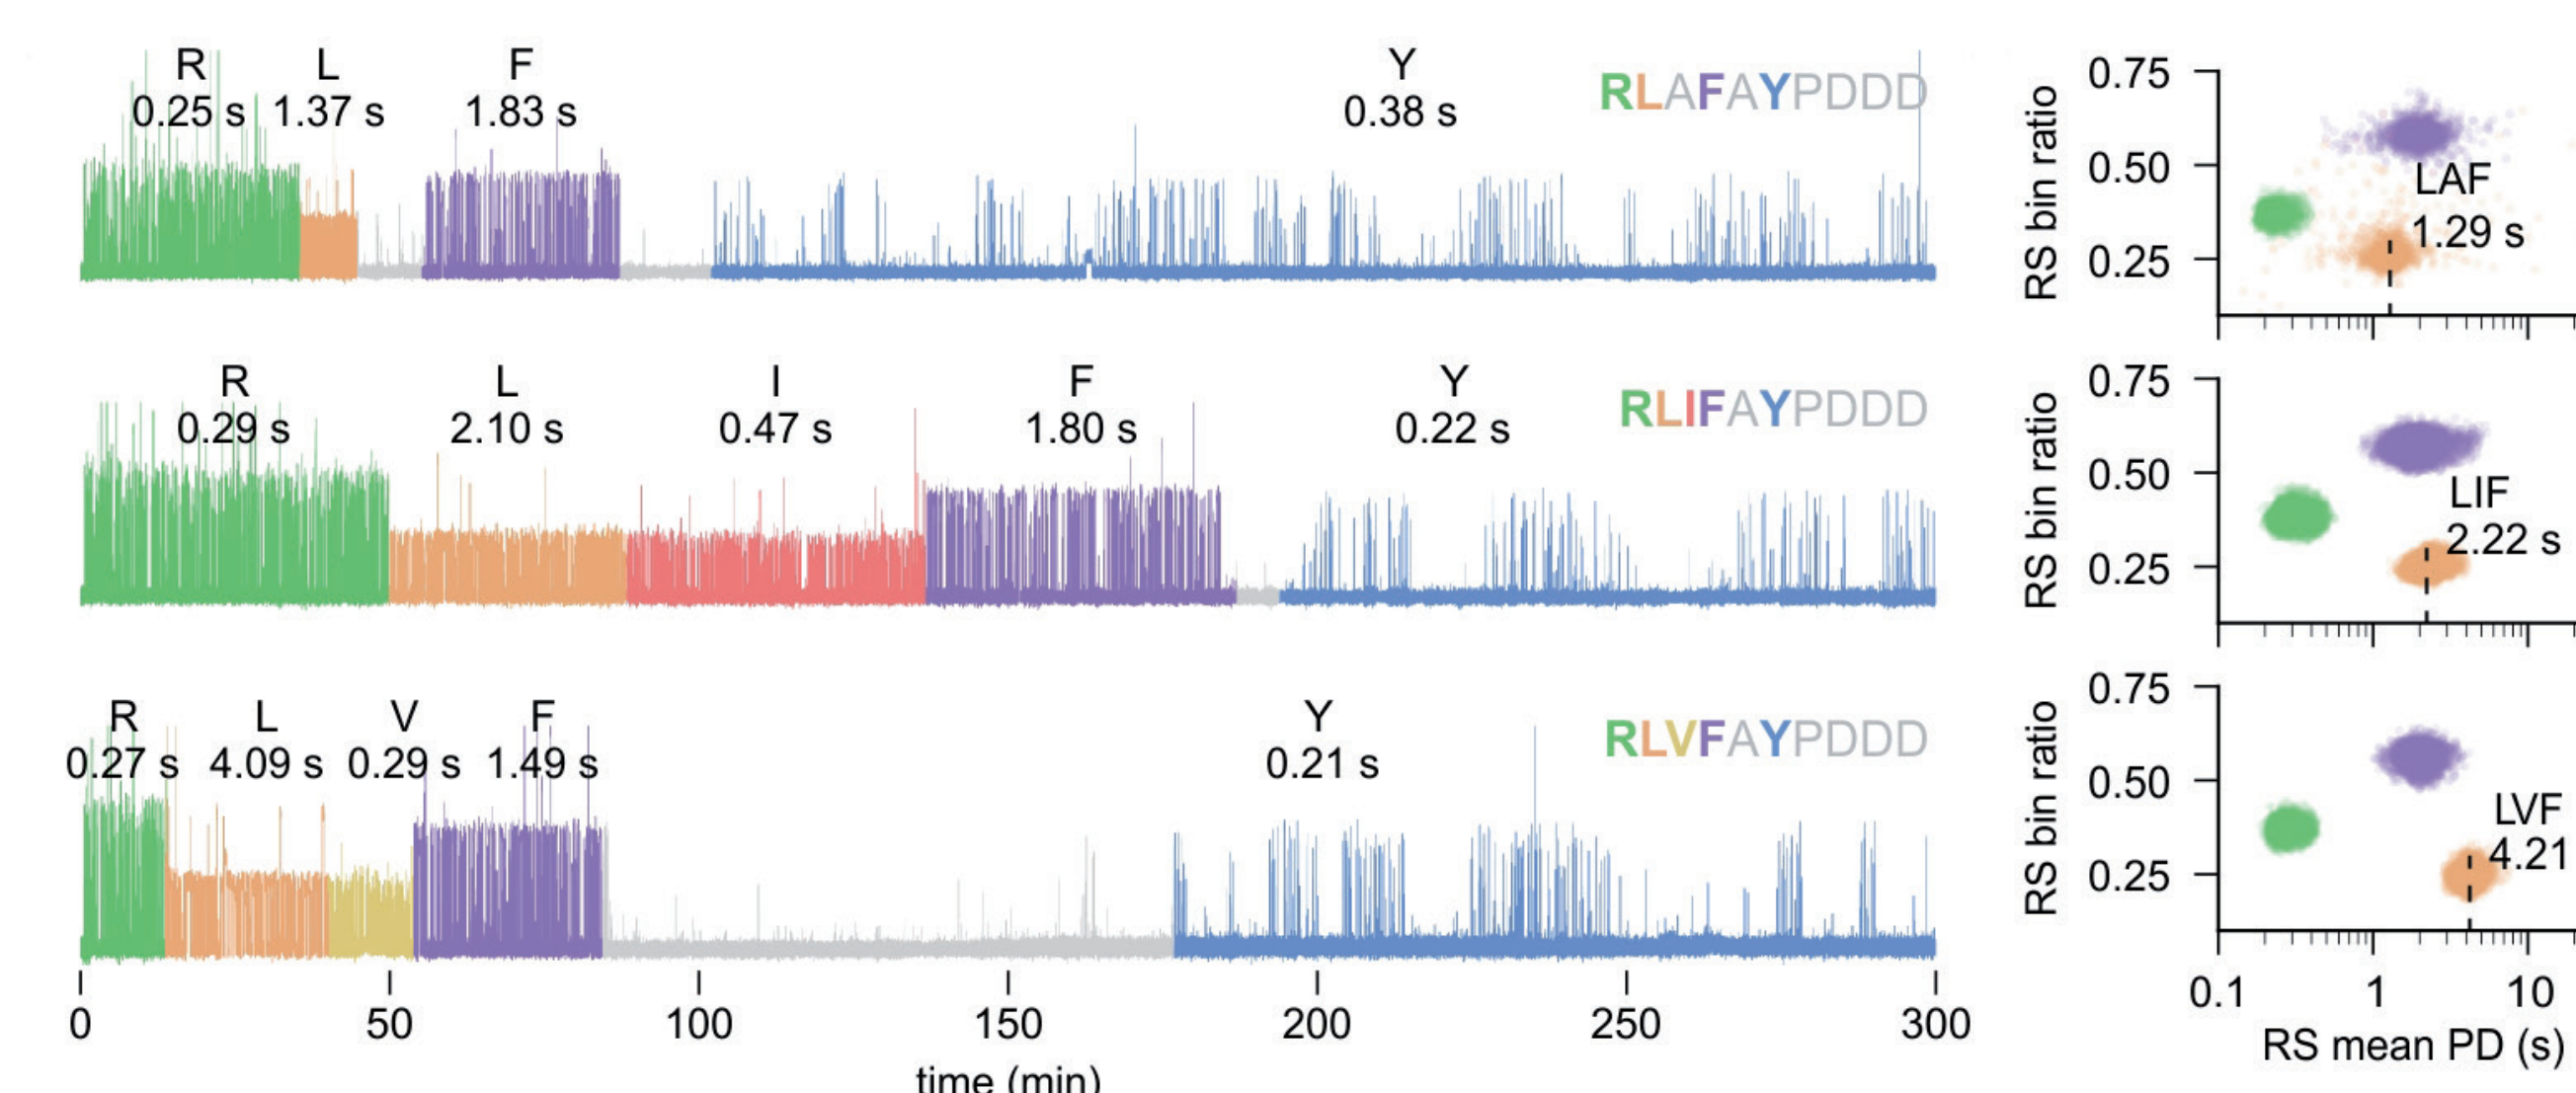 R L F Y
0.25 s 1.37 s 1.83 s 0.38 s
RLAFAYPDDD
RS bin ratio
0.75
0.50
0.25
LAF
1.29 s
R L I F Y
0.29 s 2.10 s 0.47 s 1.80 s 0.22 s
RLIFAYPDDD
RS bin ratio
0.75
0.50
0.25
LIF
2.22 s
R L V F Y
0.27 s 4.09 s 0.29 s 1.49 s 0.21 s
RLVFAYPDDD
RS bin ratio
0.75
0.50
0.25
LVF
4.21
0 50 100 150 200 250 300
time (min)
0.1 1 10
RS mean PD (s)